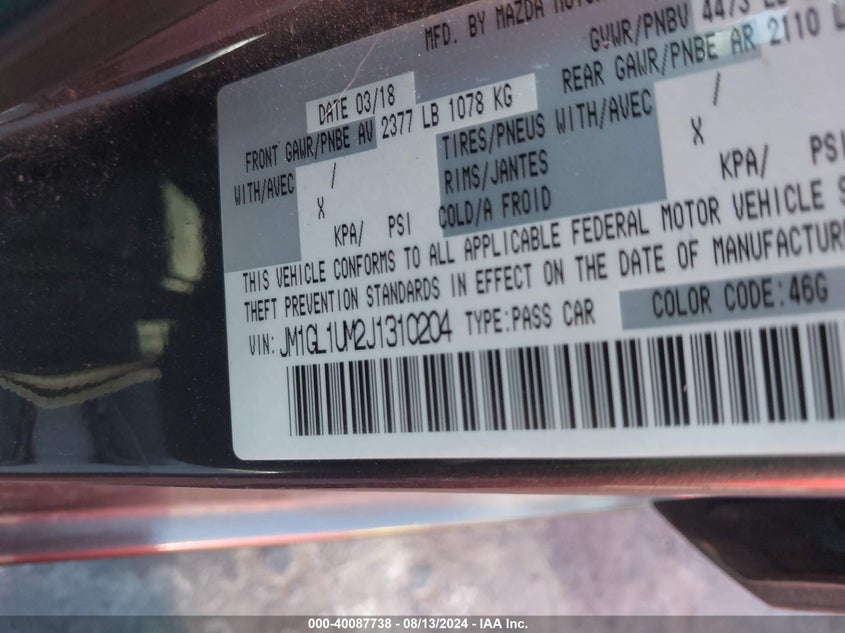 MFD. BY MAZDA MOTOR
GVWR/PNBV 4473 LB
DATE 03/18
FRONT GAWR/PNBE AV 2377 LB 1078 KG
REAR GAWR/PNBE AR 2110 L
WITH/AVEC
TIRES/PNEUS WITH/AVEC
/
/
X
RIMS/JANTES
X
KPA/ PSI
COLD/A FROID
KPA/ PSI
THIS VEHICLE CONFORMS TO ALL APPLICABLE FEDERAL MOTOR VEHICLE S
THEFT PREVENTION STANDARDS IN EFFECT ON THE DATE OF MANUFACTURE
VIN: JM1GL1UM2J1310204 TYPE:PASS CAR
COLOR CODE:46G
000-40087738 - 08/13/2024 - IAA Inc.